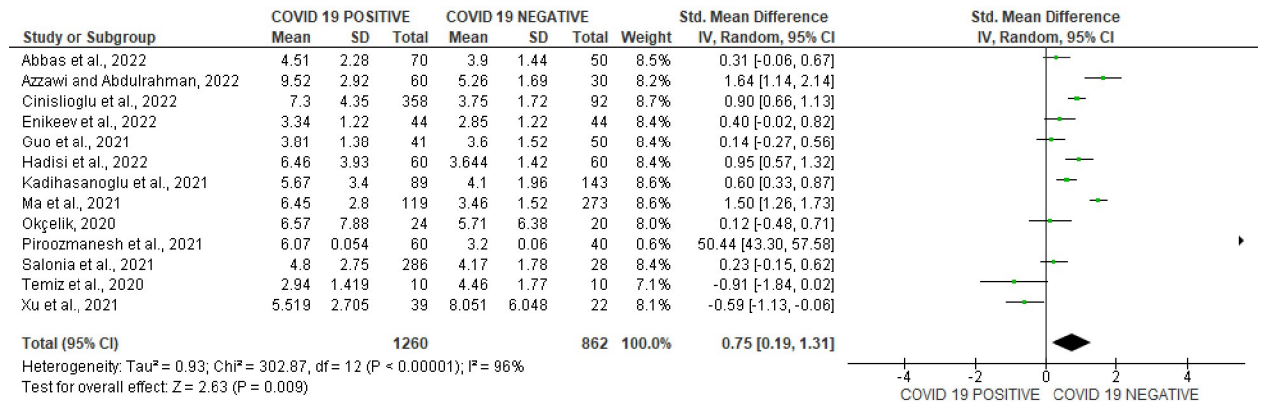 COVID 19 POSITIVE COVID 19 NEGATIVE Std. Mean Difference Std. Mean Difference
Study or Subgroup Mean SD Total Mean SD Total Weight IV, Random, 95% CI IV, Random, 95% CI
Abbas et al., 2022 4.51 2.28 70 3.9 1.44 50 8.5% 0.31 [-0.06, 0.67]
Azzawi and Abdulrahman, 2022 9.52 2.92 60 5.26 1.69 30 8.2% 1.64 [1.14, 2.14]
Cinislioglu et al., 2022 7.3 4.35 358 3.75 1.72 92 8.7% 0.90 [0.66, 1.13]
Enikeev et al., 2022 3.34 1.22 44 2.85 1.22 44 8.4% 0.40 [-0.02, 0.82]
Guo et al., 2021 3.81 1.38 41 3.6 1.52 50 8.4% 0.14 [-0.27, 0.56]
Hadisi et al., 2022 6.46 3.93 60 3.644 1.42 60 8.4% 0.95 [0.57, 1.32]
Kadihasanoglu et al., 2021 5.67 3.4 89 4.1 1.96 143 8.6% 0.60 [0.33, 0.87]
Ma et al., 2021 6.45 2.8 119 3.46 1.52 273 8.6% 1.50 [1.26, 1.73]
Okçelik, 2020 6.57 7.88 24 5.71 6.38 20 8.0% 0.12 [-0.48, 0.71]
Piroozmanesh et al., 2021 6.07 0.054 60 3.2 0.06 40 0.6% 50.44 [43.30, 57.58]
Salonia et al., 2021 4.8 2.75 286 4.17 1.78 28 8.4% 0.23 [-0.15, 0.62]
Temiz et al., 2020 2.94 1.419 10 4.46 1.77 10 7.1% -0.91 [-1.84, 0.02]
Xu et al., 2021 5.519 2.705 39 8.051 6.048 22 8.1% -0.59 [-1.13, -0.06]
Total (95% CI) 1260 862 100.0% 0.75 [0.19, 1.31]
Heterogeneity: Tau² = 0.93; Chi² = 302.87, df = 12 (P < 0.00001); I² = 96%
Test for overall effect: Z = 2.63 (P = 0.009)
-4 -2 0 2 4
COVID 19 POSITIVE COVID 19 NEGATIVE